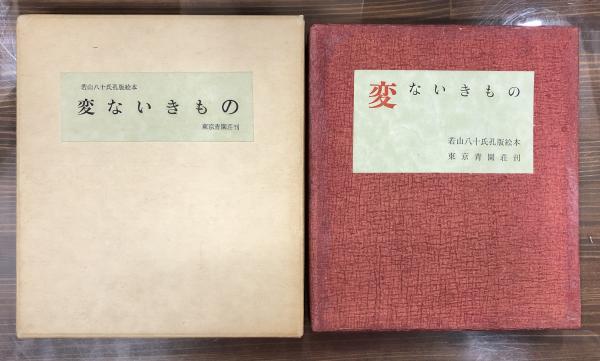 若山八十氏孔版絵本
変ないきもの
東京青園荘刊
変ないきもの
若山八十氏孔版絵本
東京青園荘刊